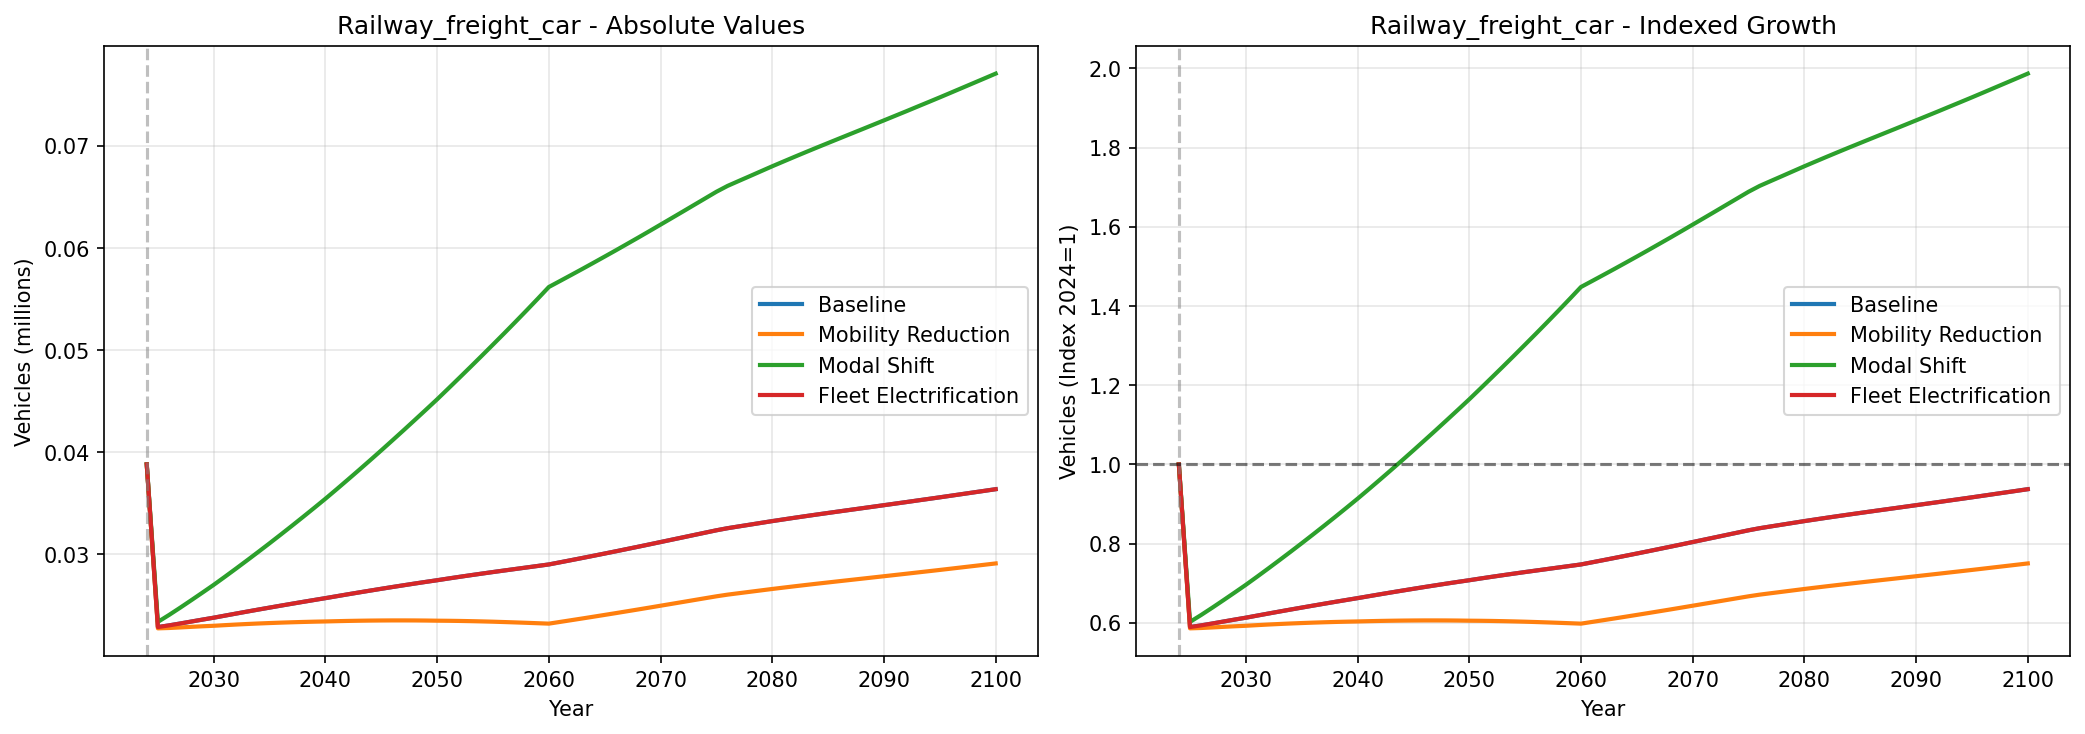 Railway_freight_car - Absolute Values
Vehicles (millions)
0.07
0.06
0.05
0.04
0.03
2030 2040 2050 2060 2070 2080 2090 2100
Year
Baseline
Mobility Reduction
Modal Shift
Fleet Electrification
Railway_freight_car - Indexed Growth
Vehicles (Index 2024=1)
2.0
1.8
1.6
1.4
1.2
1.0
0.8
0.6
2030 2040 2050 2060 2070 2080 2090 2100
Year
Baseline
Mobility Reduction
Modal Shift
Fleet Electrification